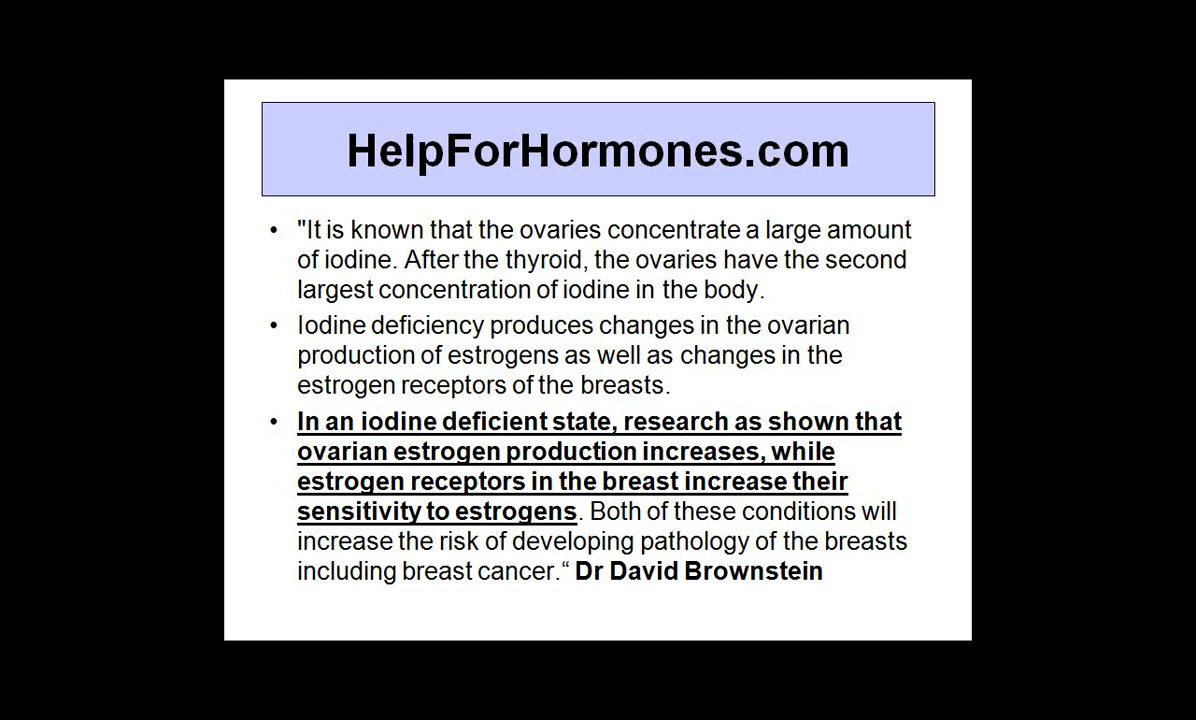 HelpForHormones.com
• "It is known that the ovaries concentrate a large amount
of iodine. After the thyroid, the ovaries have the second
largest concentration of iodine in the body.
• Iodine deficiency produces changes in the ovarian
production of estrogens as well as changes in the
estrogen receptors of the breasts.
• In an iodine deficient state, research as shown that
ovarian estrogen production increases, while
estrogen receptors in the breast increase their
sensitivity to estrogens. Both of these conditions will
increase the risk of developing pathology of the breasts
including breast cancer.“ Dr David Brownstein